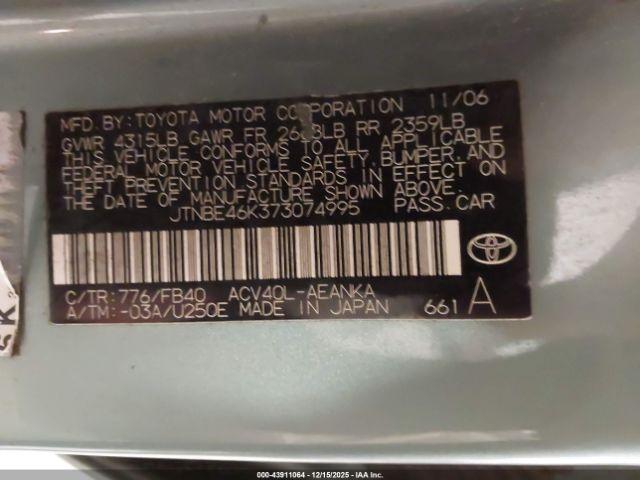 MFD. BY: TOYOTA MOTOR CORPORATION 11/06
GVWR 4315LB GAWR FR 2668LB RR 2359LB
THIS VEHICLE CONFORMS TO ALL APPLICABLE
FEDERAL MOTOR VEHICLE SAFETY, BUMPER, AND
THEFT PREVENTION STANDARDS IN EFFECT ON
THE DATE OF MANUFACTURE SHOWN ABOVE.
JTNBE46K373074995 PASS. CAR
C/TR: 776/FB40 ACV40L-AEANKA
A/TM: -03A/U250E MADE IN JAPAN 661 A
000-43911064 - 12/15/2025 - IAA Inc.